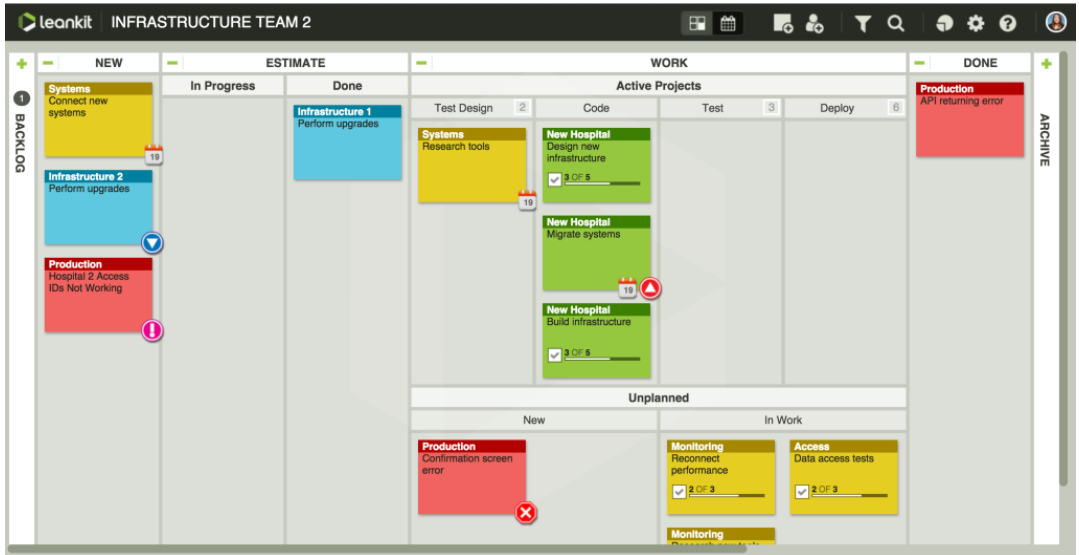 leankit INFRASTRUCTURE TEAM 2
NEW
ESTIMATE
WORK
DONE
1
BACKLOG
ARCHIVE
In Progress
Done
Active Projects
Test Design 2
Code
Test 3
Deploy 6
Systems
Connect new
systems
19
Infrastructure 2
Perform upgrades
Production
Hospital 2 Access
IDs Not Working
Infrastructure 1
Perform upgrades
Systems
Research tools
19
New Hospital
Design new
infrastructure
3 OF 5
New Hospital
Migrate systems
19
New Hospital
Build infrastructure
3 OF 5
Production
API returning error
Unplanned
New
In Work
Production
Confirmation screen
error
Monitoring
Reconnect
performance
2 OF 3
Access
Data access tests
2 OF 3
Monitoring